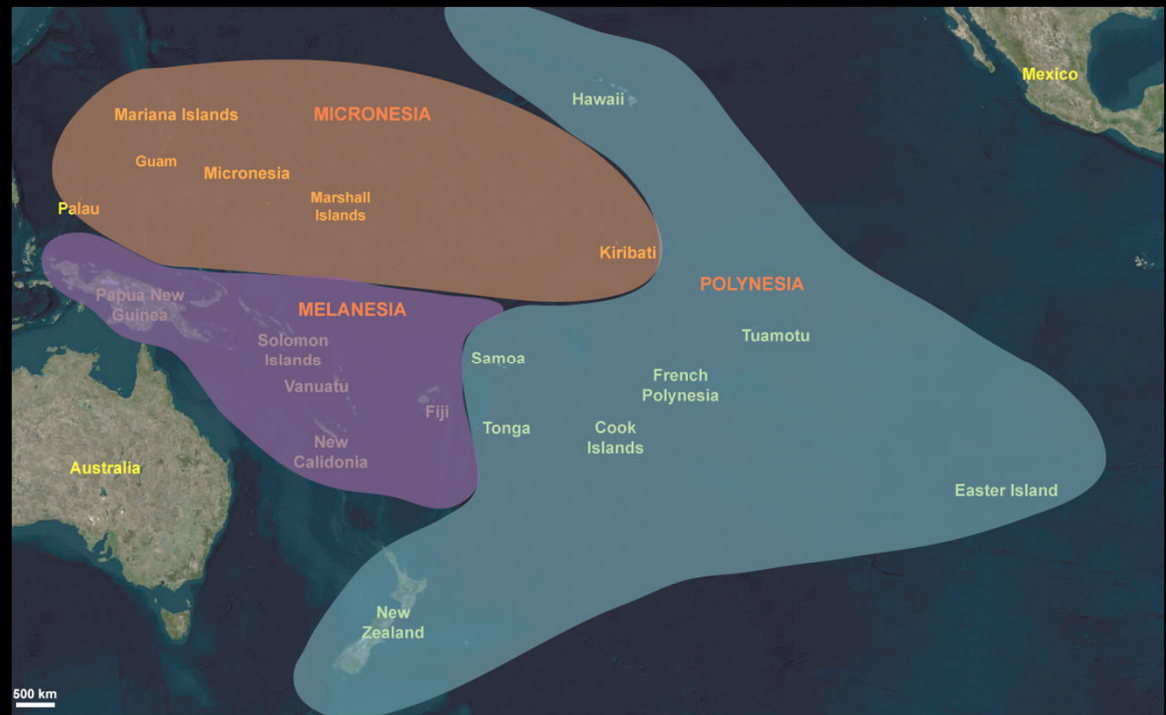 Mexico
Hawaii
Mariana Islands
MICRONESIA
Guam
Micronesia
Marshall
Islands
Palau
Kiribati
POLYNESIA
Papua New
Guinea
MELANESIA
Solomon
Islands
Tuamotu
Samoa
Vanuatu
French
Polynesia
Fiji
Tonga
Cook
Islands
New
Calidonia
Australia
Easter Island
New
Zealand
500 km